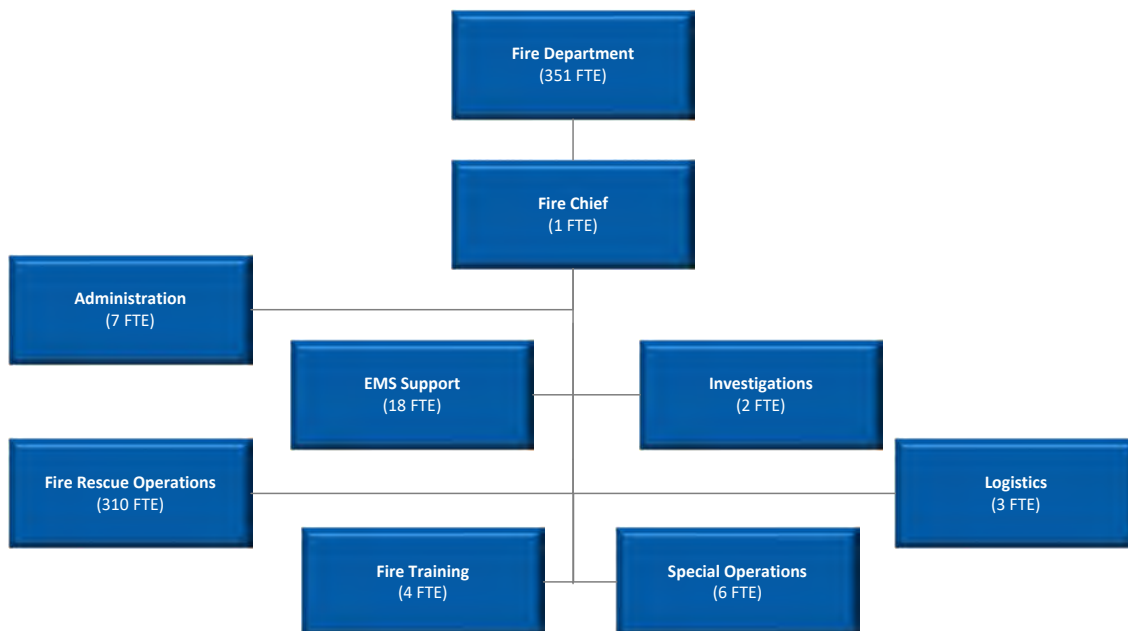 Fire Department
(351 FTE)
Fire Chief
(1 FTE)
Administration
(7 FTE)
EMS Support
(18 FTE)
Investigations
(2 FTE)
Fire Rescue Operations
(310 FTE)
Logistics
(3 FTE)
Fire Training
(4 FTE)
Special Operations
(6 FTE)